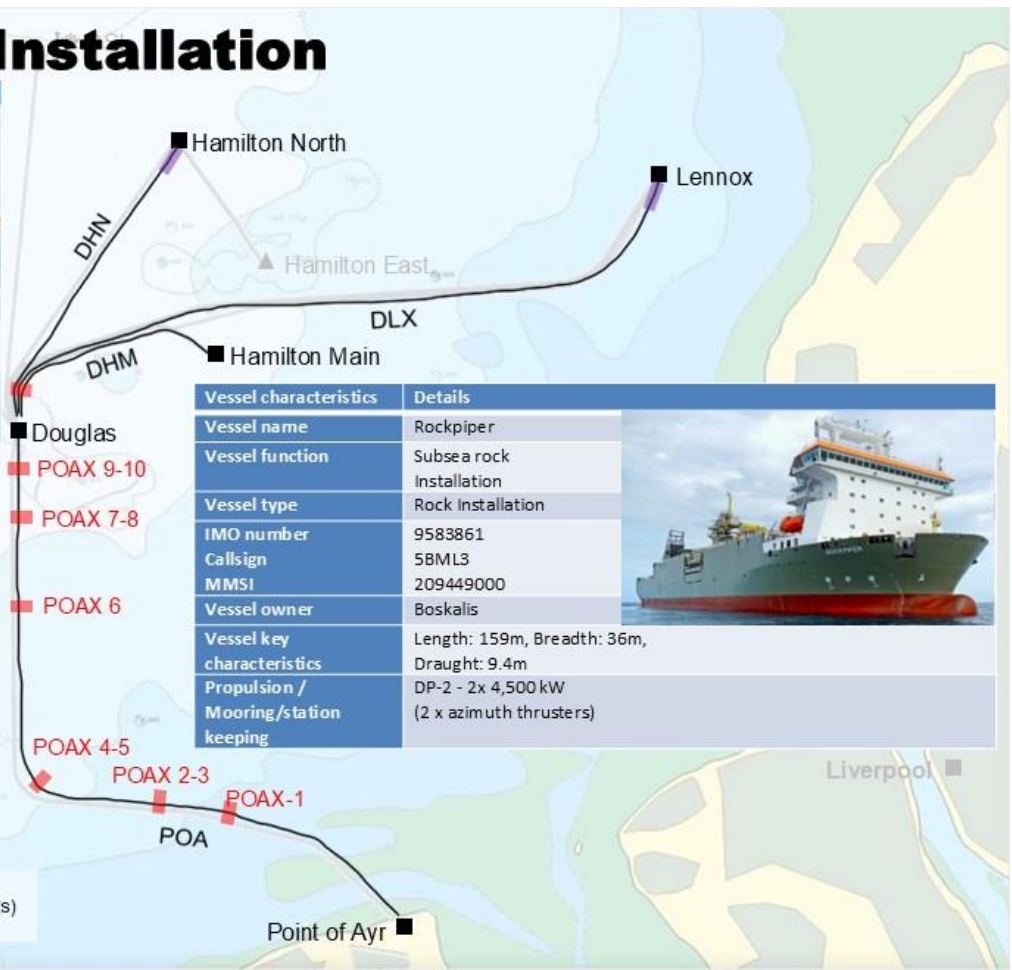 Installation
Hamilton North
Lennox
DHN
Hamilton East
DLX
DHM
Hamilton Main
Douglas
POAX 9-10
POAX 7-8
POAX 6
Vessel characteristics Details
Vessel name Rockpiper
Vessel function Subsea rock
Installation
Vessel type Rock Installation
IMO number 9583861
Callsign 5BML3
MMSI 209449000
Vessel owner Boskalis
Vessel key Length: 159m, Breadth: 36m,
characteristics Draught: 9.4m
Propulsion / DP-2 - 2x 4,500 kW
Mooring/station (2 x azimuth thrusters)
keeping
ROCKPIPER
POAX 4-5
POAX 2-3
POAX-1
Liverpool
POA
s)
Point of Ayr